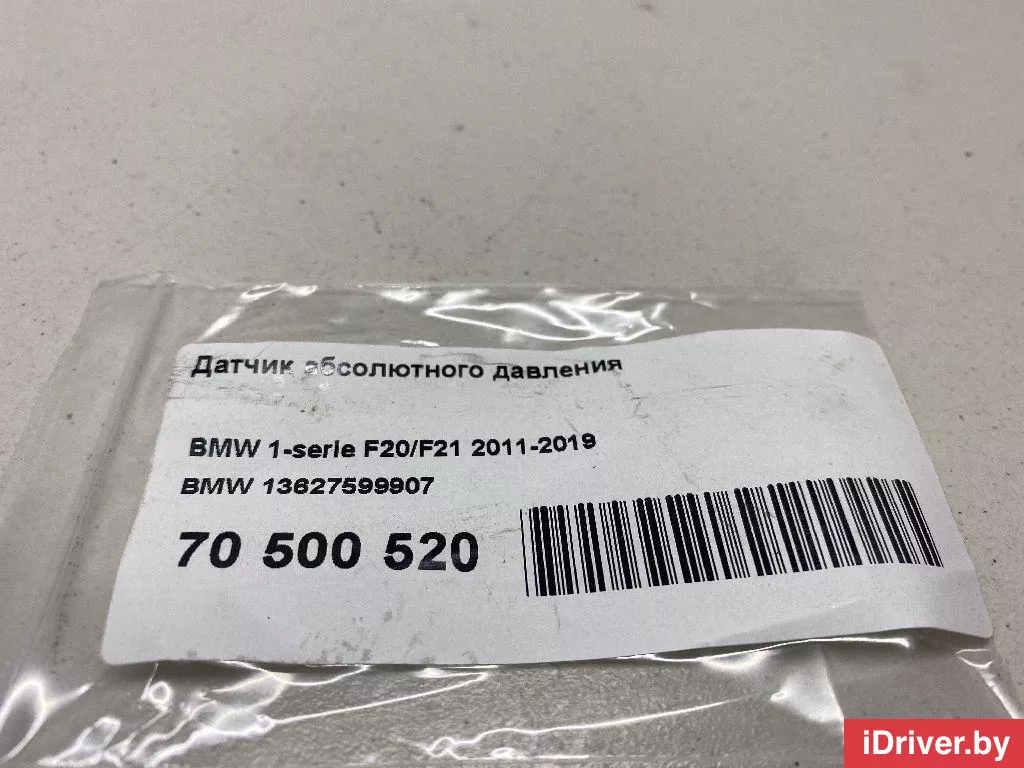 Датчик абсолютного давления
BMW 1-serie F20/F21 2011-2019
BMW 13627599907
70 500 520
iDriver.by